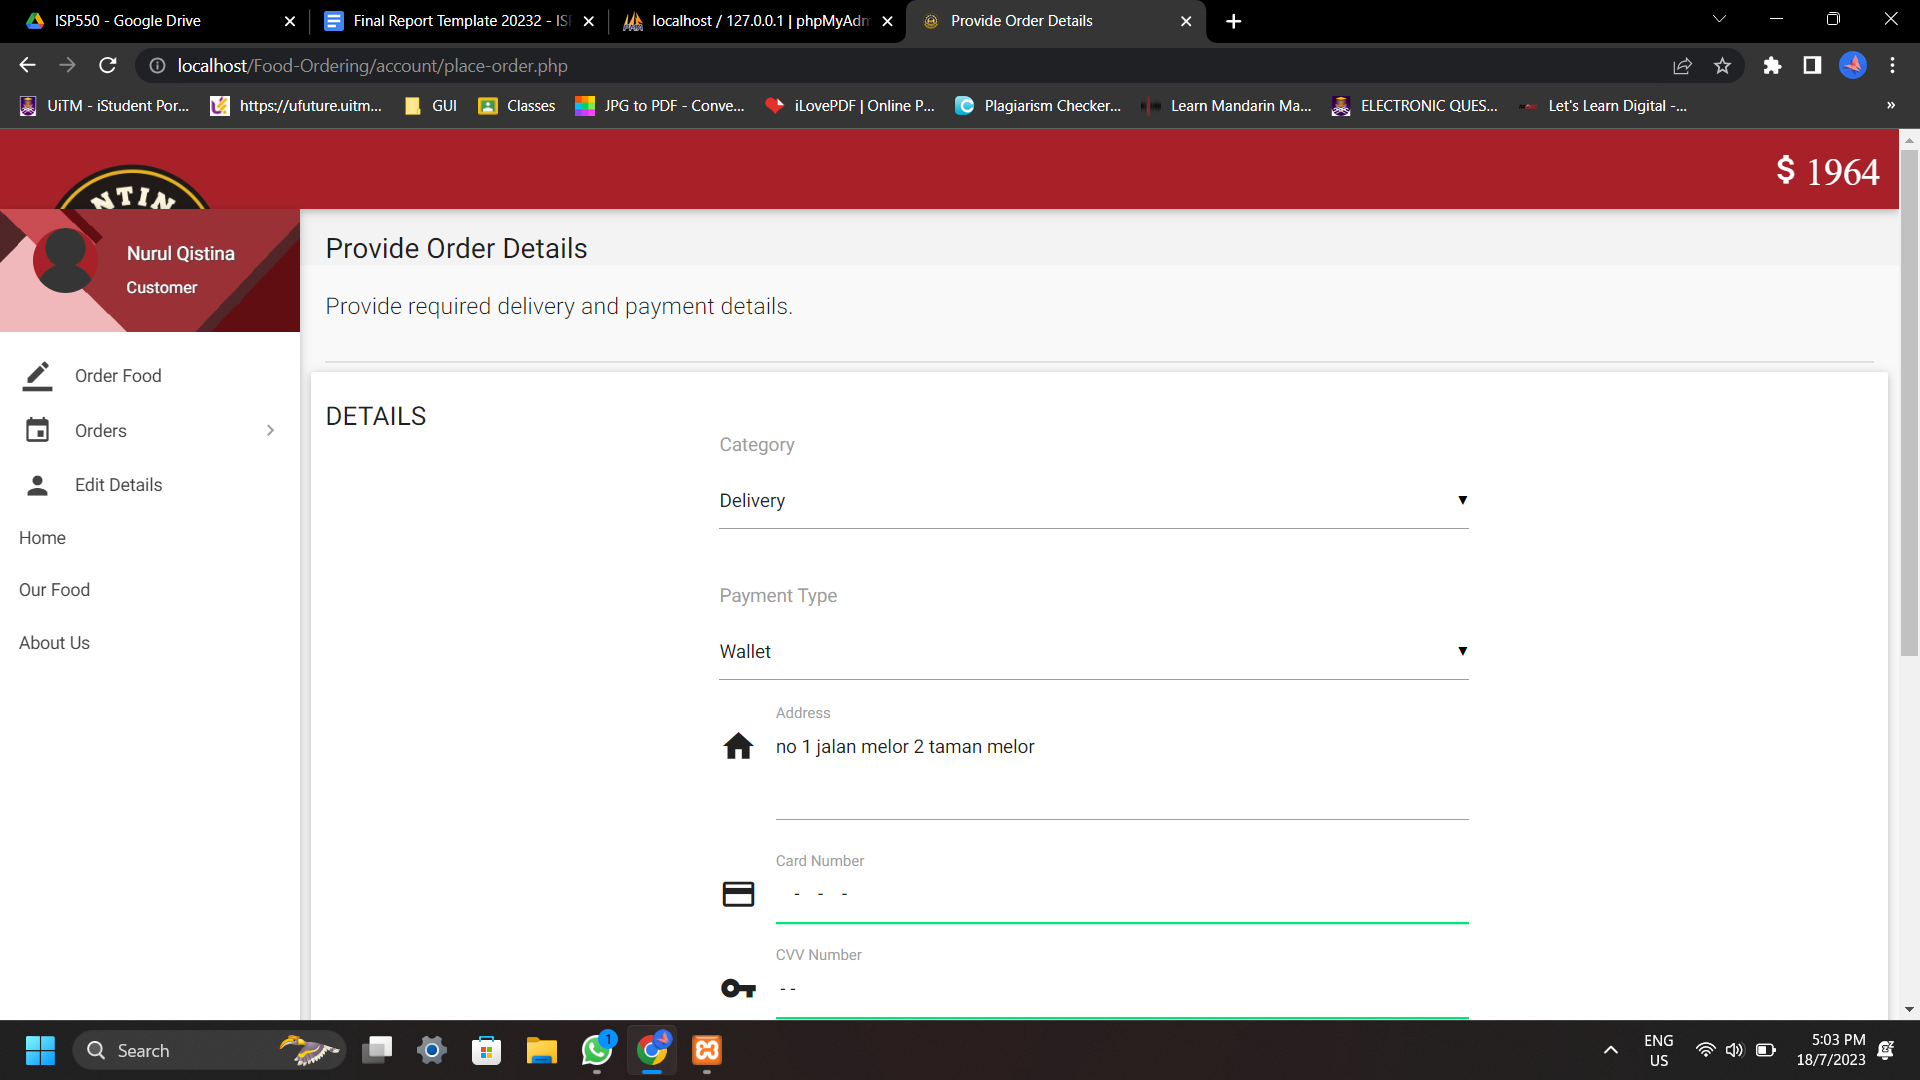 ISP550 - Google Drive
Final Report Template 20232 - IS
localhost / 127.0.0.1 | phpMyAdm
Provide Order Details
localhost/Food-Ordering/account/place-order.php
UiTM - iStudent Por...
https://ufuture.uitm...
GUI
Classes
JPG to PDF - Conve...
iLovePDF | Online P...
Plagiarism Checker...
Learn Mandarin Ma...
ELECTRONIC QUES...
Let's Learn Digital -...
»
NTIN
$ 1964
Nurul Qistina
Customer
Order Food
Orders
Edit Details
Home
Our Food
About Us
Provide Order Details
Provide required delivery and payment details.
DETAILS
Category
Delivery
Payment Type
Wallet
Address
no 1 jalan melor 2 taman melor
Card Number
- - -
CVV Number
- -
Search
1
ENG
US
5:03 PM
18/7/2023